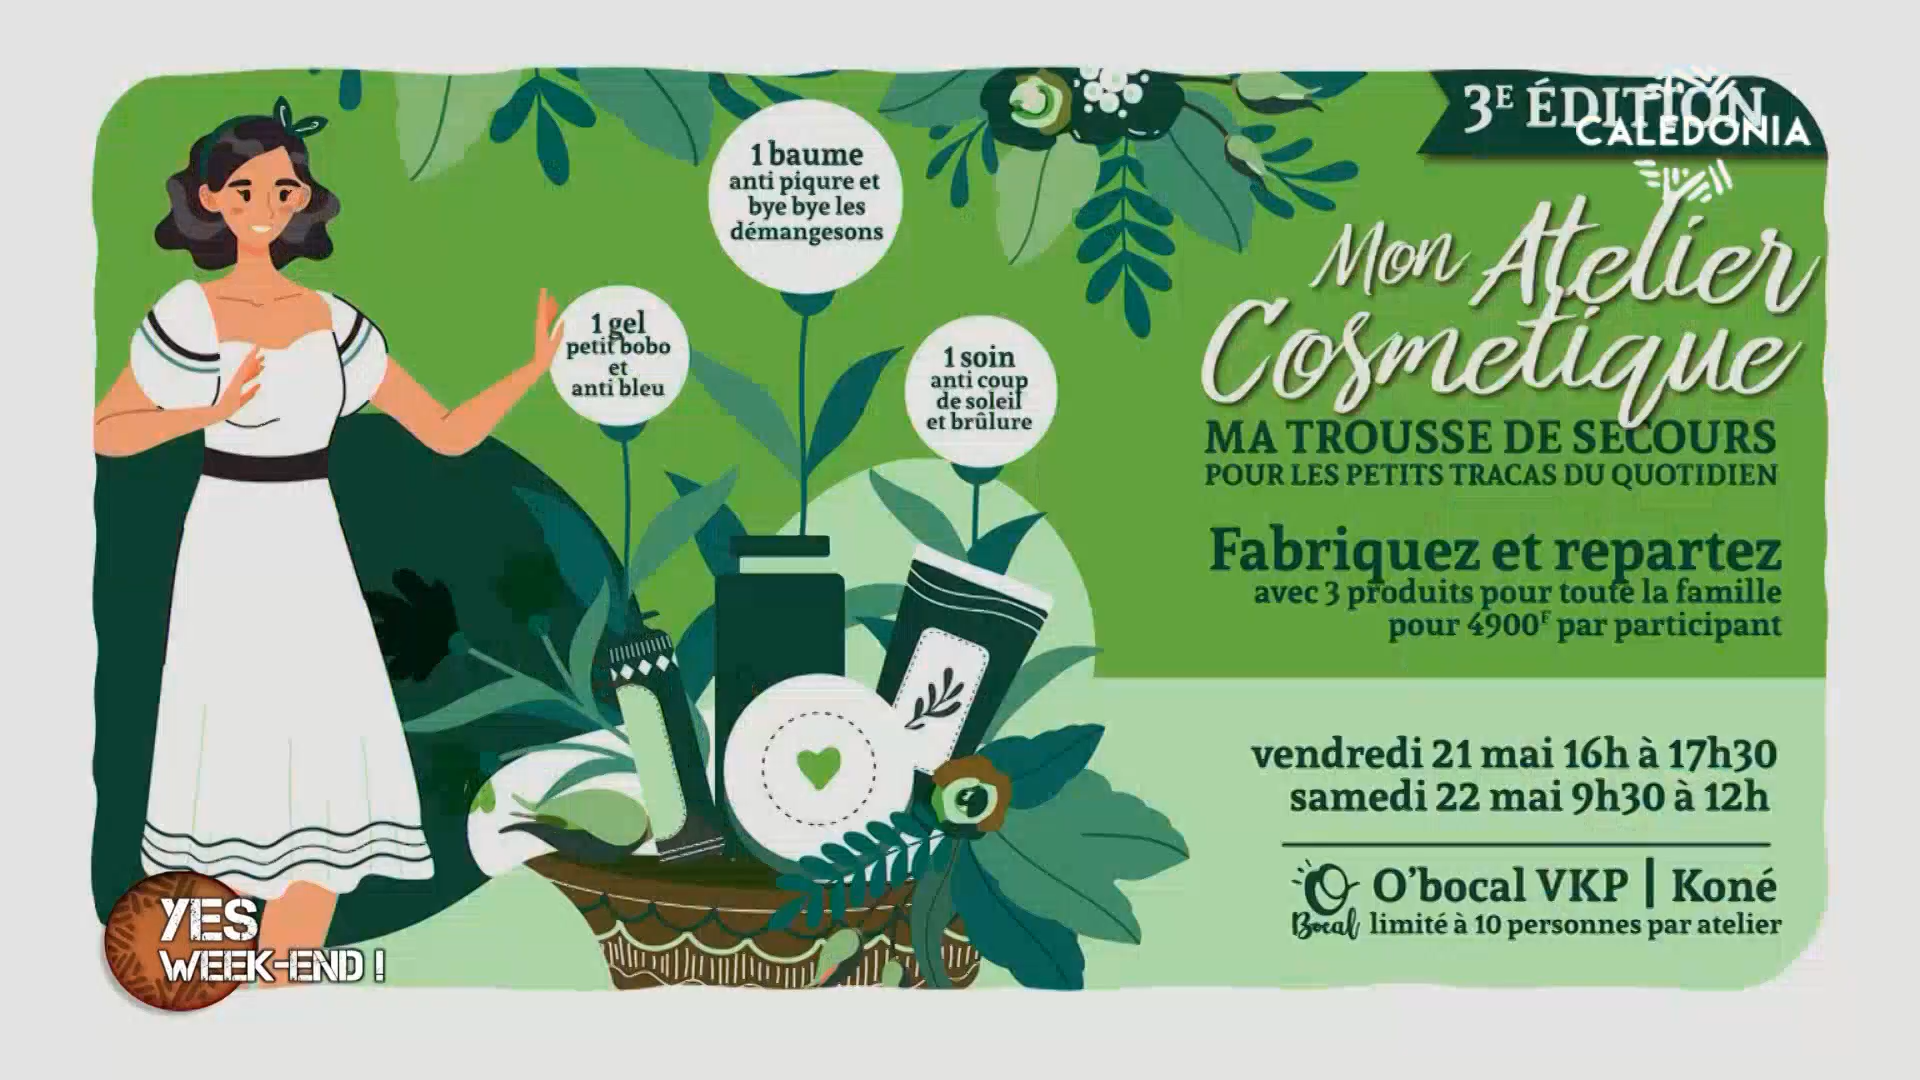 3E ÉDITION
CALEDONIA
Mon Atelier
Cosmetique
MA TROUSSE DE SECOURS
POUR LES PETITS TRACAS DU QUOTIDIEN
Fabriquez et repartez
avec 3 produits pour toute la famille
pour 4900F par participant
vendredi 21 mai 16h à 17h30
samedi 22 mai 9h30 à 12h
O'bocal VKP | Koné
O Bocal
limité à 10 personnes par atelier
1 baume
anti piqure et
bye bye les
démangesons
1 gel
petit bobo
et
anti bleu
1 soin
anti coup
de soleil
et brûlure
YES
WEEK-END !